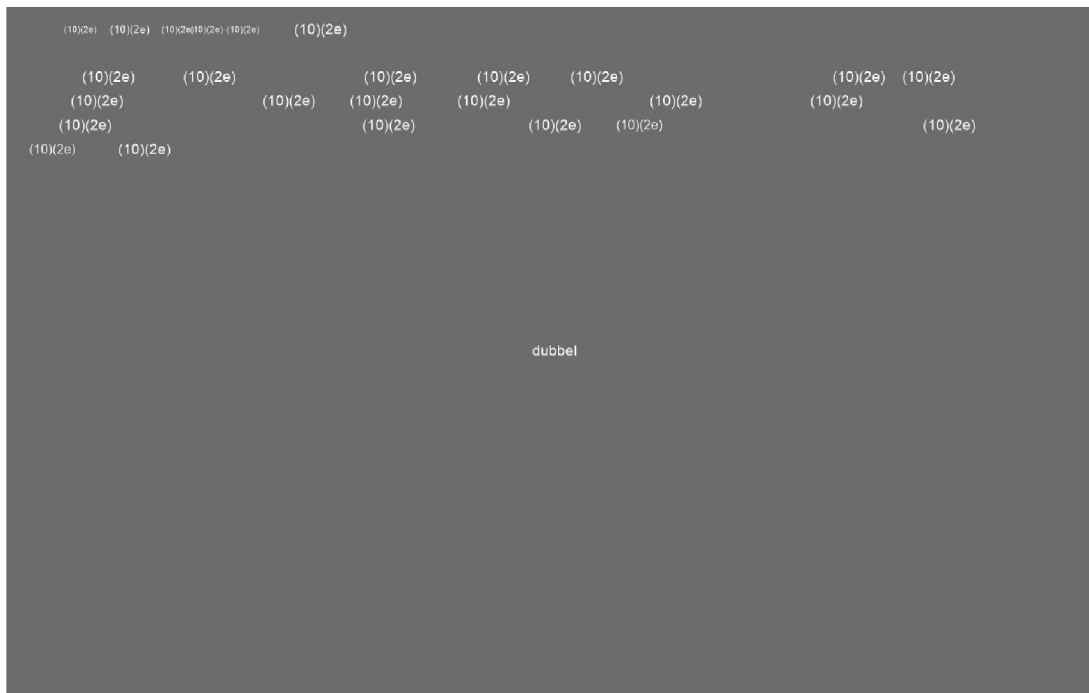 (10)(2e) (10)(2e) (10)(2e(10)(2e) (10)(2e) (10)(2e)
(10)(2e) (10)(2e) (10)(2e) (10)(2e) (10)(2e) (10)(2e) (10)(2e)
(10)(2e) (10)(2e) (10)(2e) (10)(2e) (10)(2e) (10)(2e)
(10)(2e) (10)(2e) (10)(2e) (10)(2e) (10)(2e)
(10)(2e) (10)(2e)
dubbel